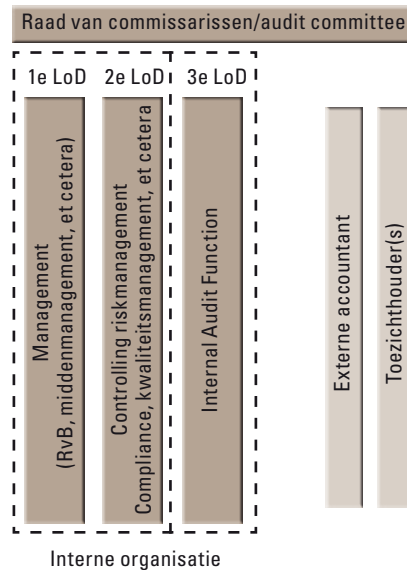 Raad van commissarissen/audit committee
1e LoD
2e LoD
3e LoD
Management
(RvB, middenmanagement, et cetera)
Controlling riskmanagement
Compliance, kwaliteitsmanagement, et cetera
Internal Audit Function
Externe accountant
Toezichthouder(s)
Interne organisatie